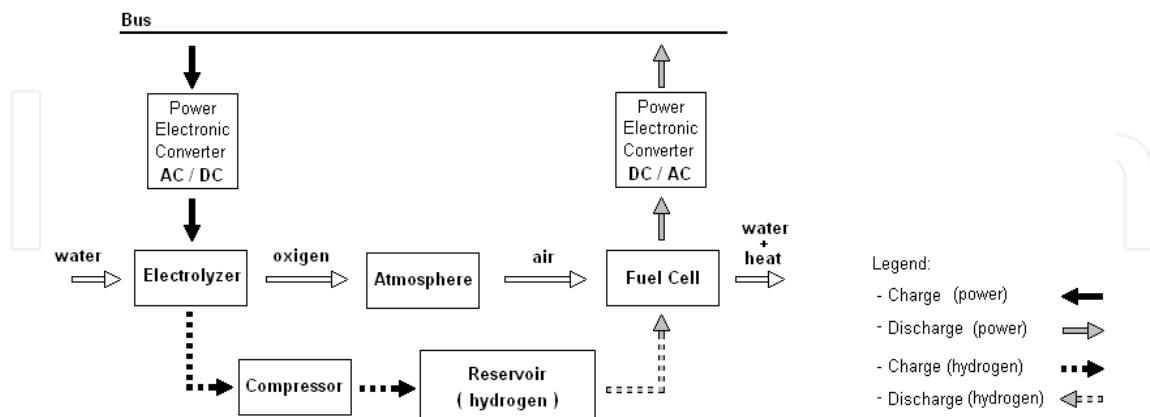 Bus
Power
Electronic
Converter
AC / DC
Power
Electronic
Converter
DC / AC
water
Electrolyzer
oxigen
Atmosphere
air
Fuel Cell
water
+
heat
Compressor
Reservoir
( hydrogen )
Legend:
- Charge (power)
- Discharge (power)
- Charge (hydrogen)
- Discharge (hydrogen)